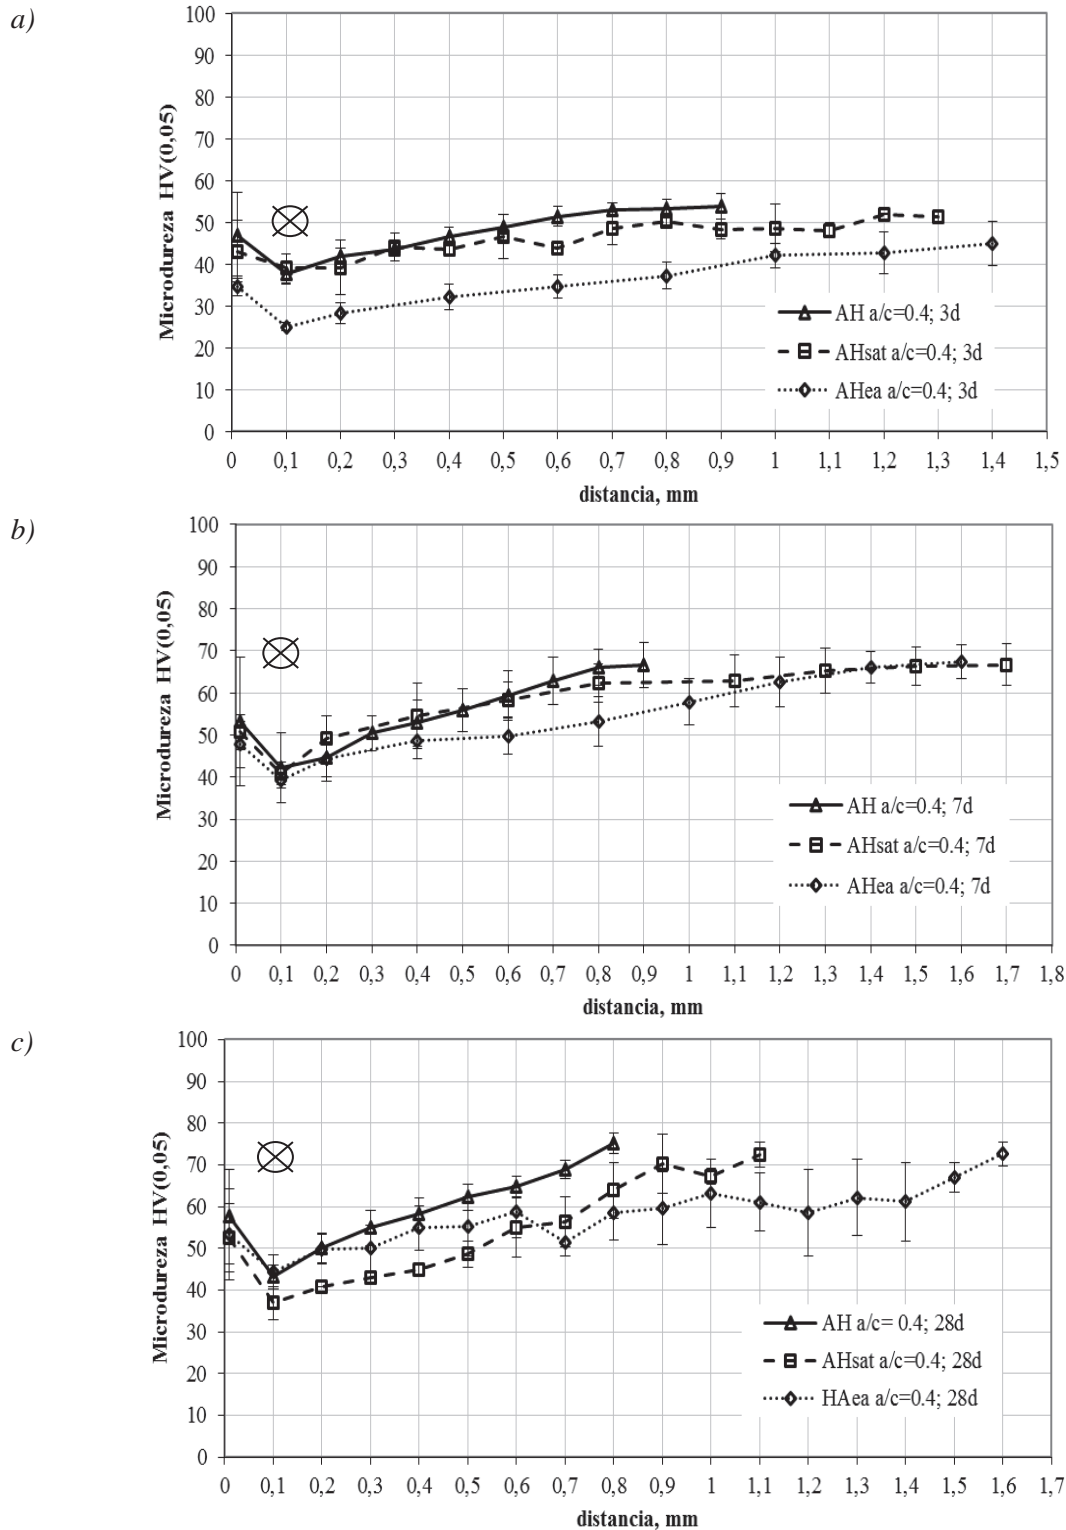 a)
100
90
80
70
60
50
40
30
20
10
0
Microdureza HV(0,05)
AH a/c=0.4; 3d
AHsat a/c=0.4; 3d
AHea a/c=0.4; 3d
0 0,1 0,2 0,3 0,4 0,5 0,6 0,7 0,8 0,9 1 1,1 1,2 1,3 1,4 1,5
distancia, mm
b)
100
90
80
70
60
50
40
30
20
10
0
Microdureza HV(0,05)
AH a/c=0.4; 7d
AHsat a/c=0.4; 7d
AHea a/c=0.4; 7d
0 0,1 0,2 0,3 0,4 0,5 0,6 0,7 0,8 0,9 1 1,1 1,2 1,3 1,4 1,5 1,6 1,7 1,8
distancia, mm
c)
100
90
80
70
60
50
40
30
20
10
0
Microdureza HV(0,05)
AH a/c= 0.4; 28d
AHsat a/c=0.4; 28d
HAea a/c=0.4; 28d
0 0,1 0,2 0,3 0,4 0,5 0,6 0,7 0,8 0,9 1 1,1 1,2 1,3 1,4 1,5 1,6 1,7
distancia, mm